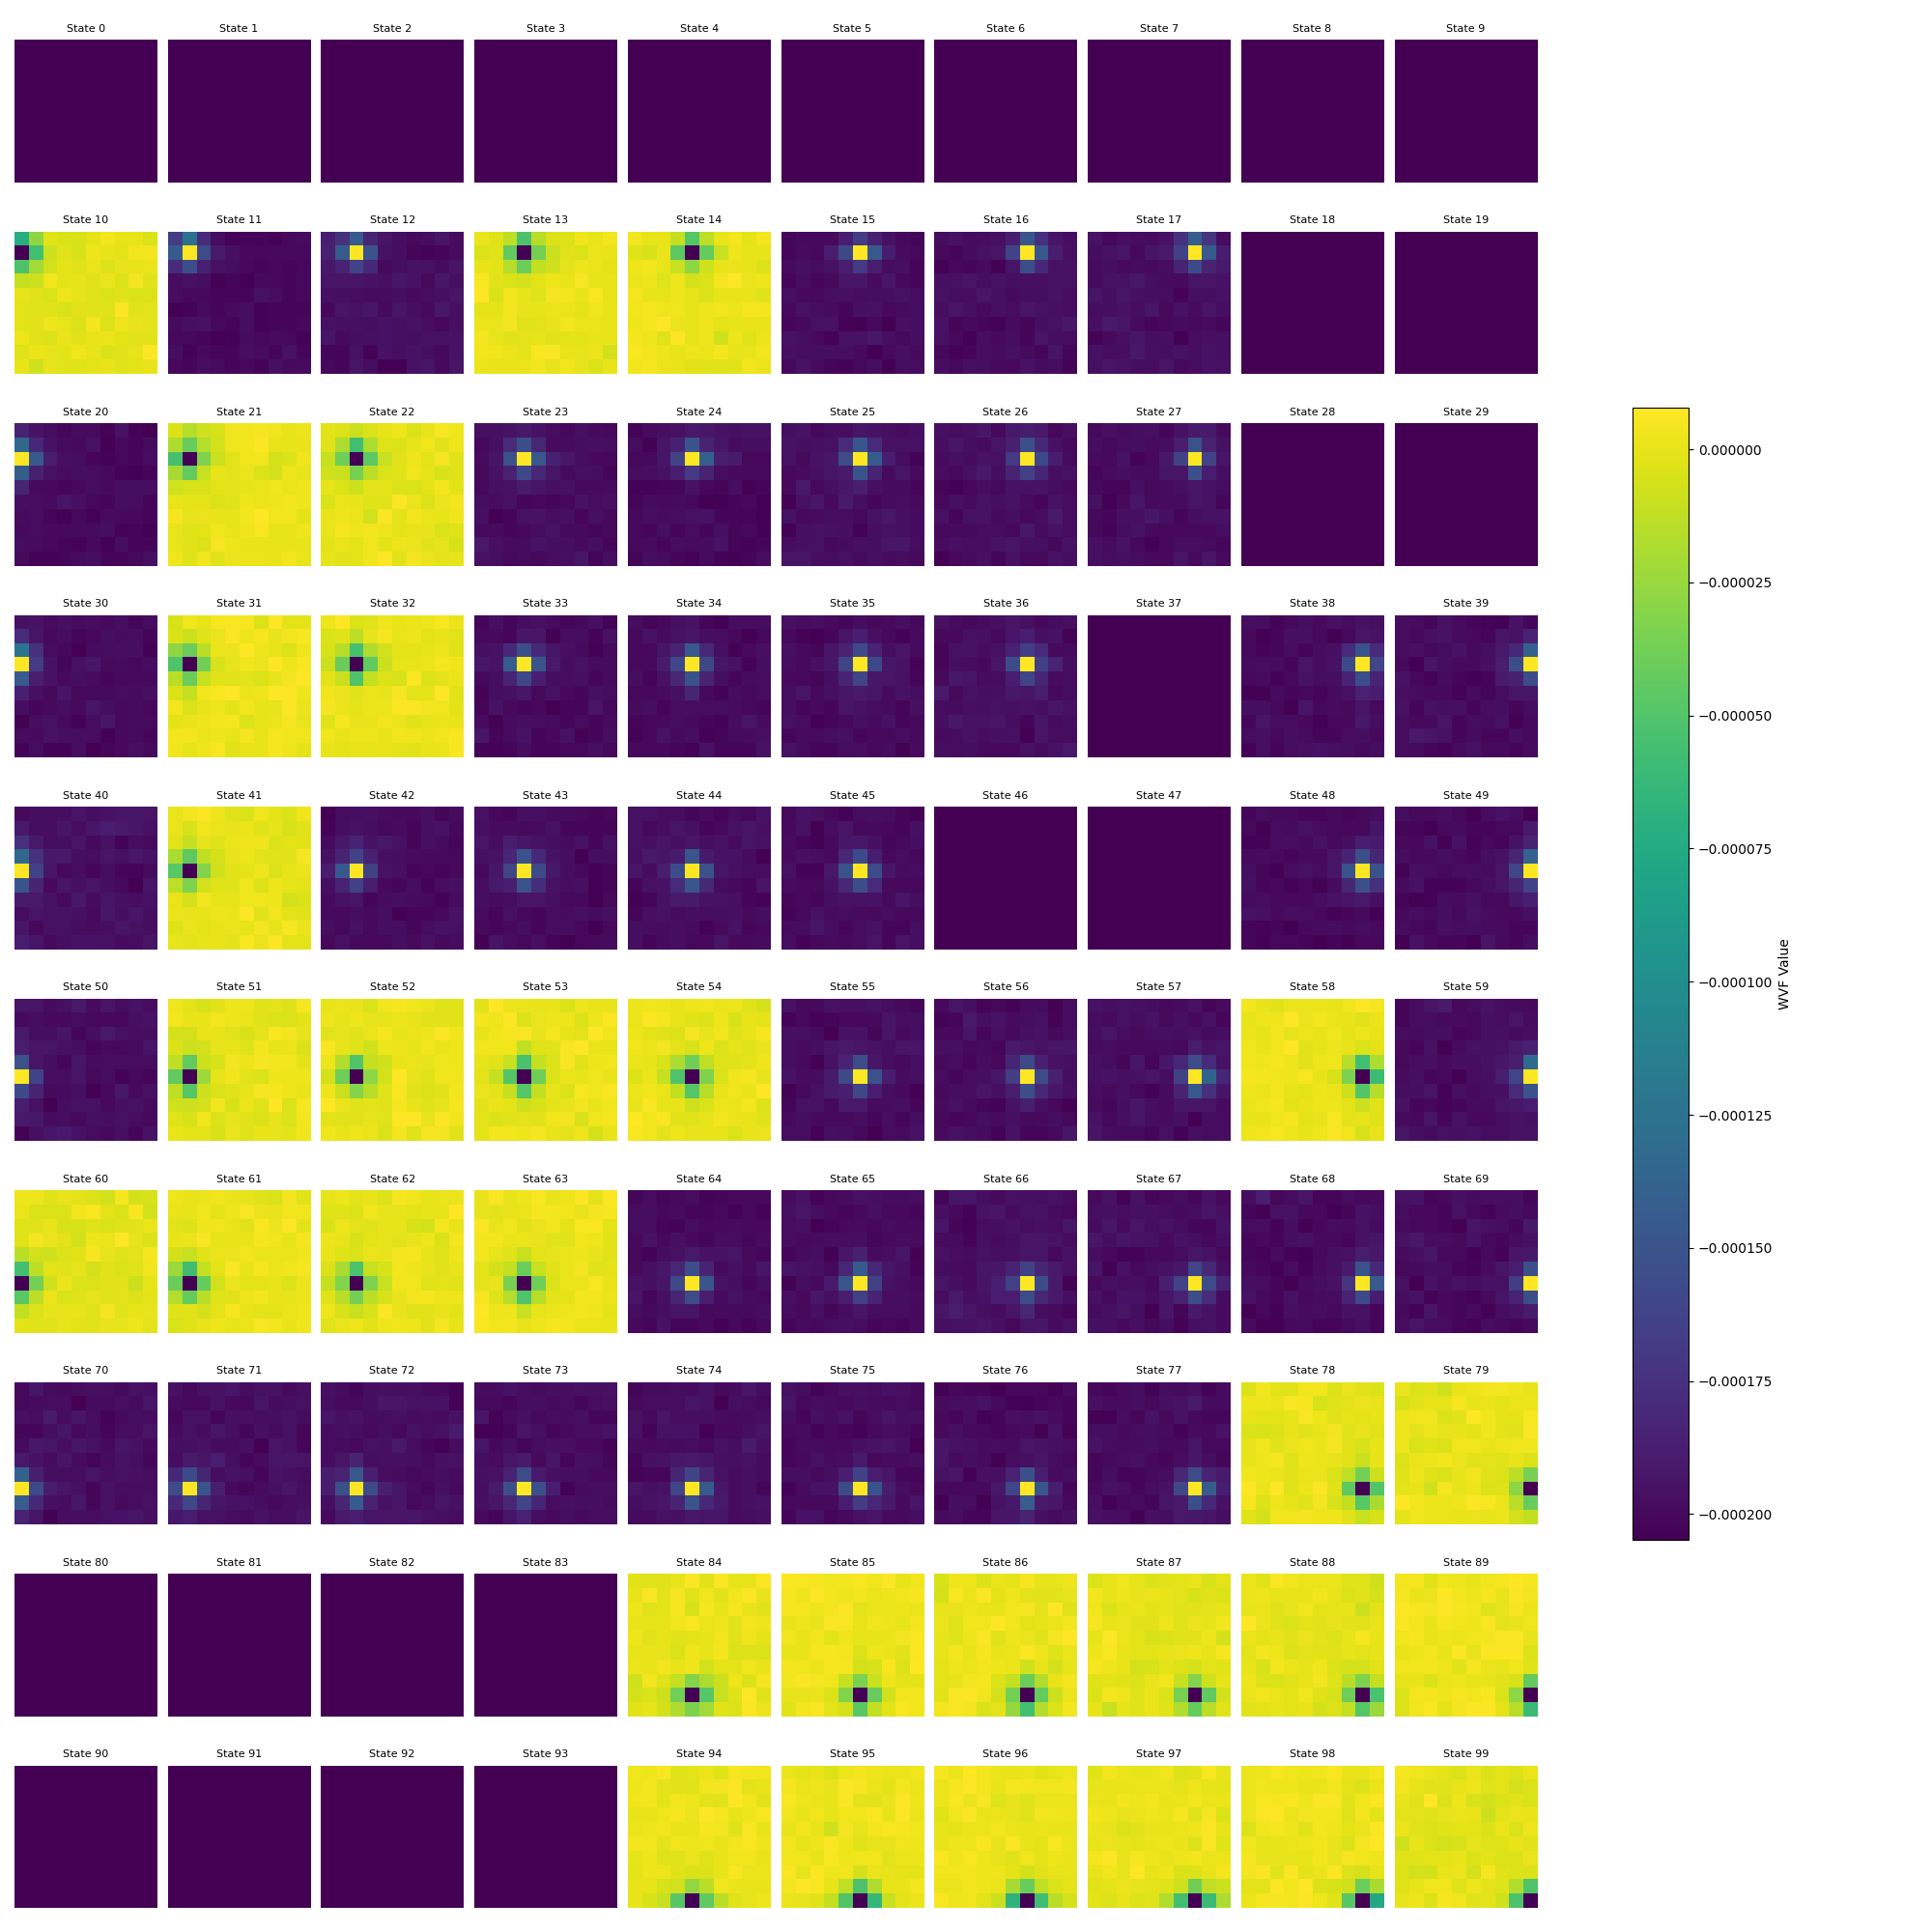 State 0 State 1 State 2 State 3 State 4 State 5 State 6 State 7 State 8 State 9
State 10 State 11 State 12 State 13 State 14 State 15 State 16 State 17 State 18 State 19
State 20 State 21 State 22 State 23 State 24 State 25 State 26 State 27 State 28 State 29
State 30 State 31 State 32 State 33 State 34 State 35 State 36 State 37 State 38 State 39
State 40 State 41 State 42 State 43 State 44 State 45 State 46 State 47 State 48 State 49
State 50 State 51 State 52 State 53 State 54 State 55 State 56 State 57 State 58 State 59
State 60 State 61 State 62 State 63 State 64 State 65 State 66 State 67 State 68 State 69
State 70 State 71 State 72 State 73 State 74 State 75 State 76 State 77 State 78 State 79
State 80 State 81 State 82 State 83 State 84 State 85 State 86 State 87 State 88 State 89
State 90 State 91 State 92 State 93 State 94 State 95 State 96 State 97 State 98 State 99
0.000000
−0.000025
−0.000050
−0.000075
−0.000100
−0.000125
−0.000150
−0.000175
−0.000200
WVF Value